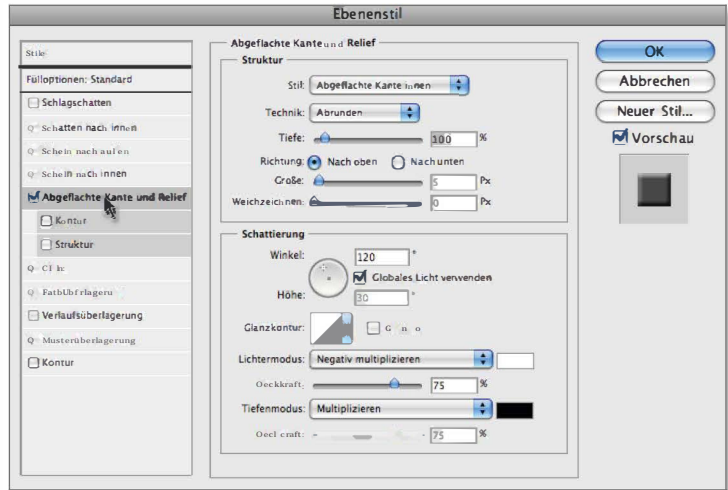 Ebenenstil
Stile
Fülloptionen: Standard
Schlagschatten
Schatten nach innen
Schein nach außen
Schein nach innen
Abgeflachte Kante und Relief
Kontur
Struktur
Verlaufsüberlagerung
Musterüberlagerung
Kontur
Abgeflachte Kante und Relief
Struktur
Stil: Abgeflachte Kante innen
Technik: Abrunden
Tiefe: 100 %
Richtung: Nach oben Nach unten
Große: 5 Px
Weichzeichnen: 0 Px
Schattierung
Winkel: 120 °
Globales Licht verwenden
Höhe: 30 °
Glanzkontur:
Lichtermodus: Negativ multiplizieren
Oeckkraft: 75 %
Tiefenmodus: Multiplizieren
75 %
OK
Abbrechen
Neuer Stil...
Vorschau